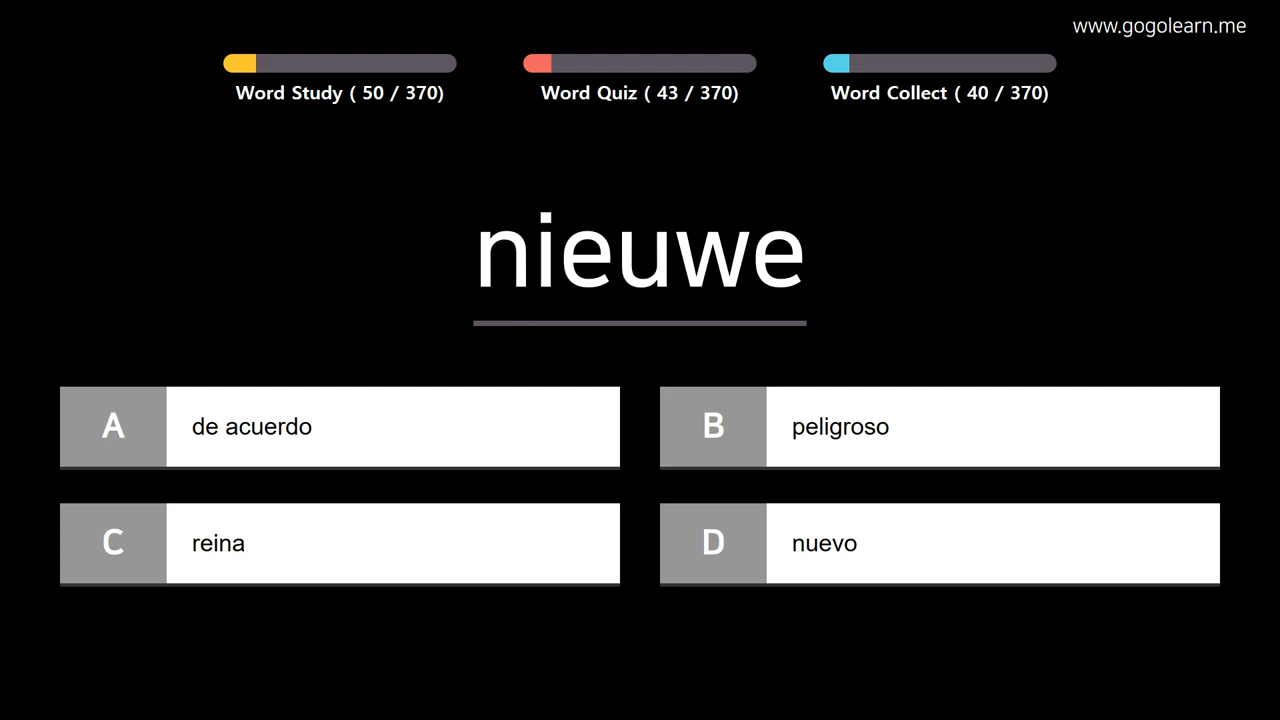 www.gogolearn.me
Word Study ( 50 / 370)
Word Quiz ( 43 / 370)
Word Collect ( 40 / 370)
nieuwe
A
de acuerdo
B
peligroso
C
reina
D
nuevo